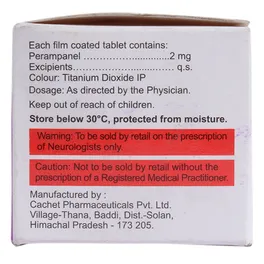 Each film coated tablet contains:
Perampanel ..........................2 mg
Excipients.............................q.s.
Colour: Titanium Dioxide IP
Dosage: As directed by the Physician.
Keep out of reach of children.
Store below 30°C, protected from moisture.
Warning: To be sold by retail on the prescription
of Neurologists only.
Caution: Not to be sold by retail without the
prescription of a Registered Medical Practitioner.
Manufactured by :
Cachet Pharmaceuticals Pvt. Ltd.
Village-Thana, Baddi, Dist.-Solan,
Himachal Pradesh - 173 205.